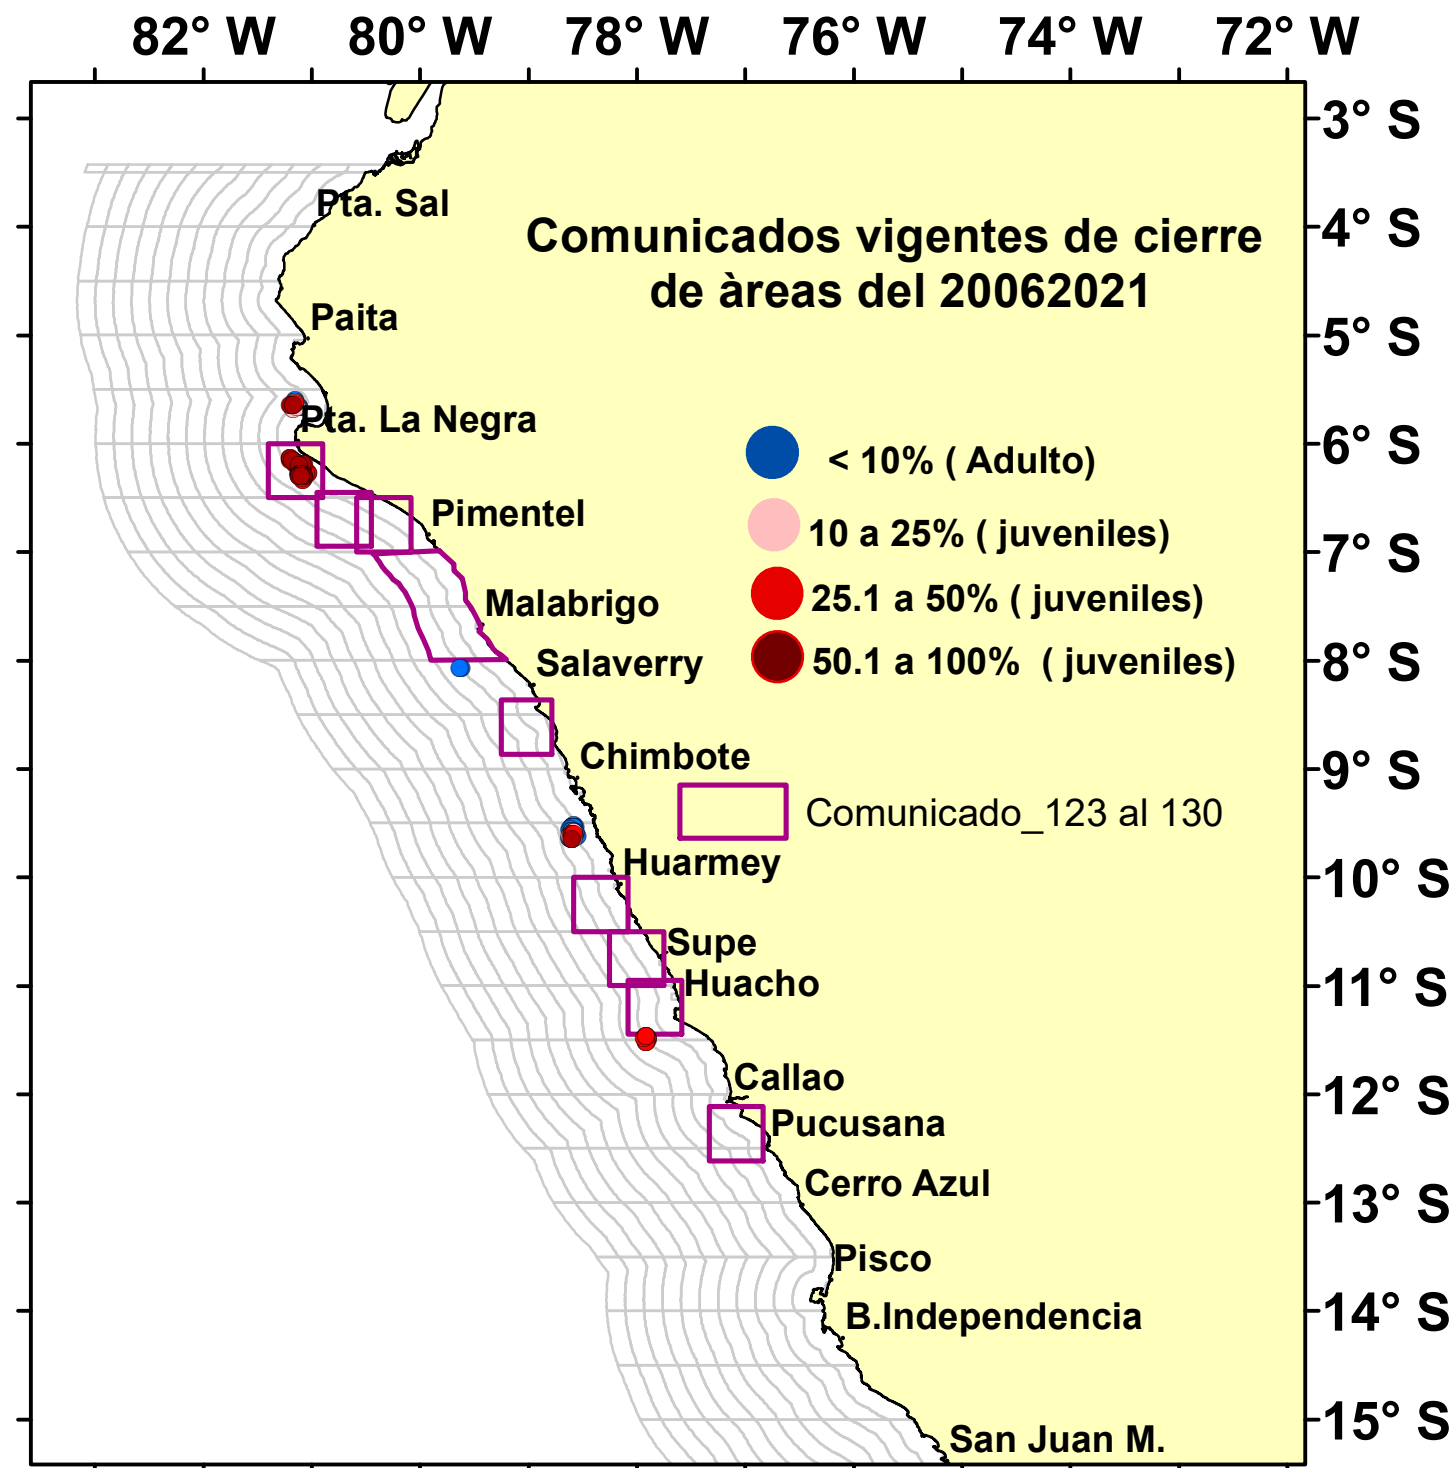 82° W 80° W 78° W 76° W 74° W 72° W
3° S
Pta. Sal
Comunicados vigentes de cierre
de àreas del 20062021
4° S
Paita
5° S
Pta. La Negra
6° S
< 10% ( Adulto)
Pimentel
10 a 25% ( juveniles)
7° S
Malabrigo
25.1 a 50% ( juveniles)
Salaverry
50.1 a 100% ( juveniles)
8° S
Chimbote
9° S
Comunicado_123 al 130
Huarmey
10° S
Supe
Huacho
11° S
Callao
12° S
Pucusana
Cerro Azul
13° S
Pisco
B.Independencia
14° S
San Juan M.
15° S